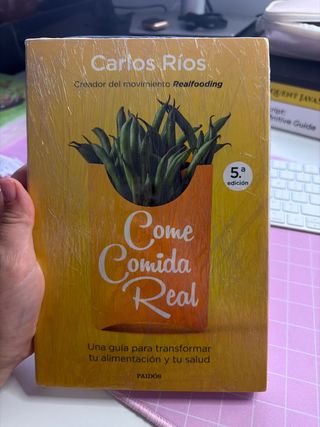 Carlos Ríos
Creador del movimiento Realfooding
5.ª
edición
Come
Comida
Real
Una guía para transformar
tu alimentación y tu salud
PAIDÓS